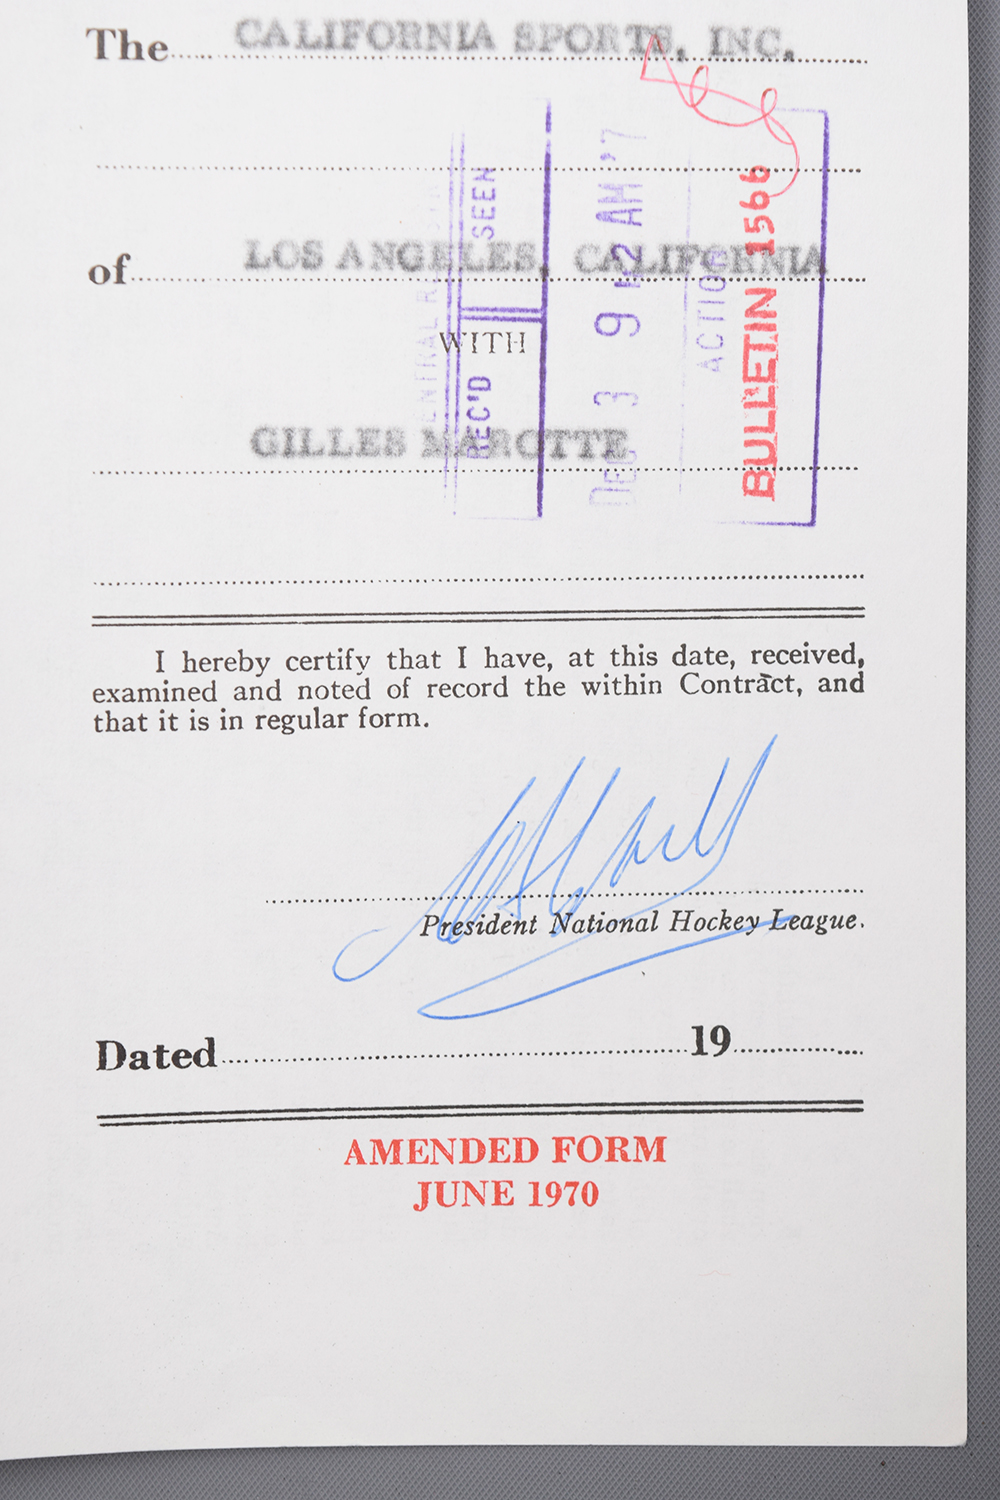 The CALIFORNIA SPORTS, INC.
of LOS ANGELES, CALIFORNIA
WITH
GILLES MAROTTE
REC'D SEEN
DEC 3 9 AM '7
ACTION
BULLETIN 1566
I hereby certify that I have, at this date, received,
examined and noted of record the within Contract, and
that it is in regular form.
President National Hockey League.
Dated 19
AMENDED FORM
JUNE 1970